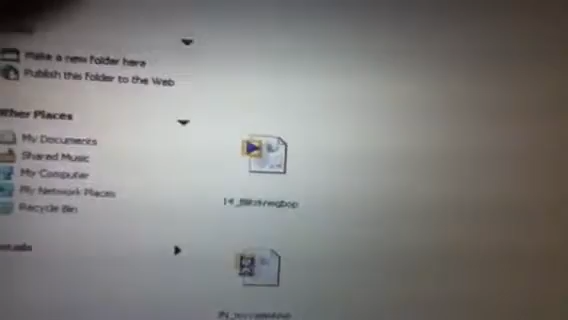 Make a new folder here
Publish this folder to the Web
ther Places
My Documents
Shared Music
My Computer
My Network Places
Recycle Bin